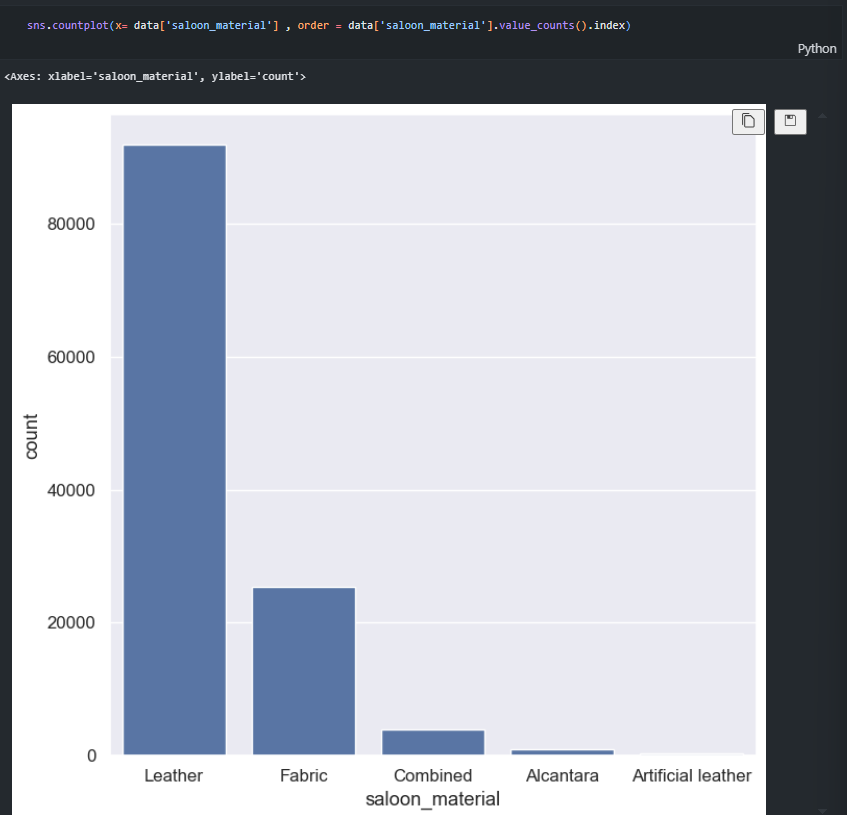 sns.countplot(x= data['saloon_material'] , order = data['saloon_material'].value_counts().index)
Python
<Axes: xlabel='saloon_material', ylabel='count'>
80000
60000
40000
20000
0
count
Leather Fabric Combined Alcantara Artificial leather
saloon_material